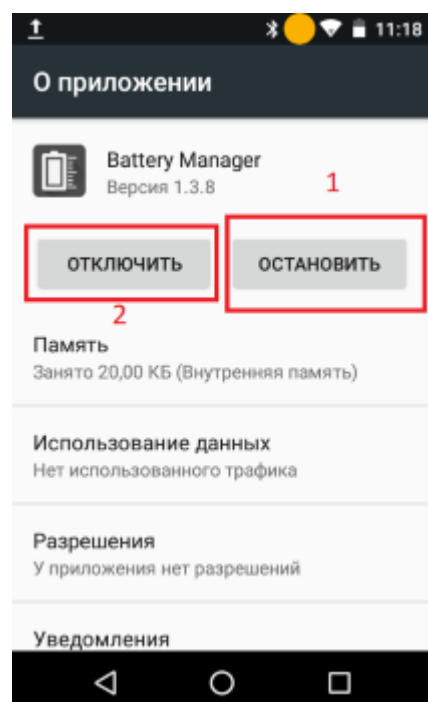 11:18
О приложении
Battery Manager
Версия 1.3.8
1
ОТКЛЮЧИТЬ
ОСТАНОВИТЬ
2
Память
Занято 20,00 КБ (Внутренняя память)
Использование данных
Нет использованного трафика
Разрешения
У приложения нет разрешений
Уведомления